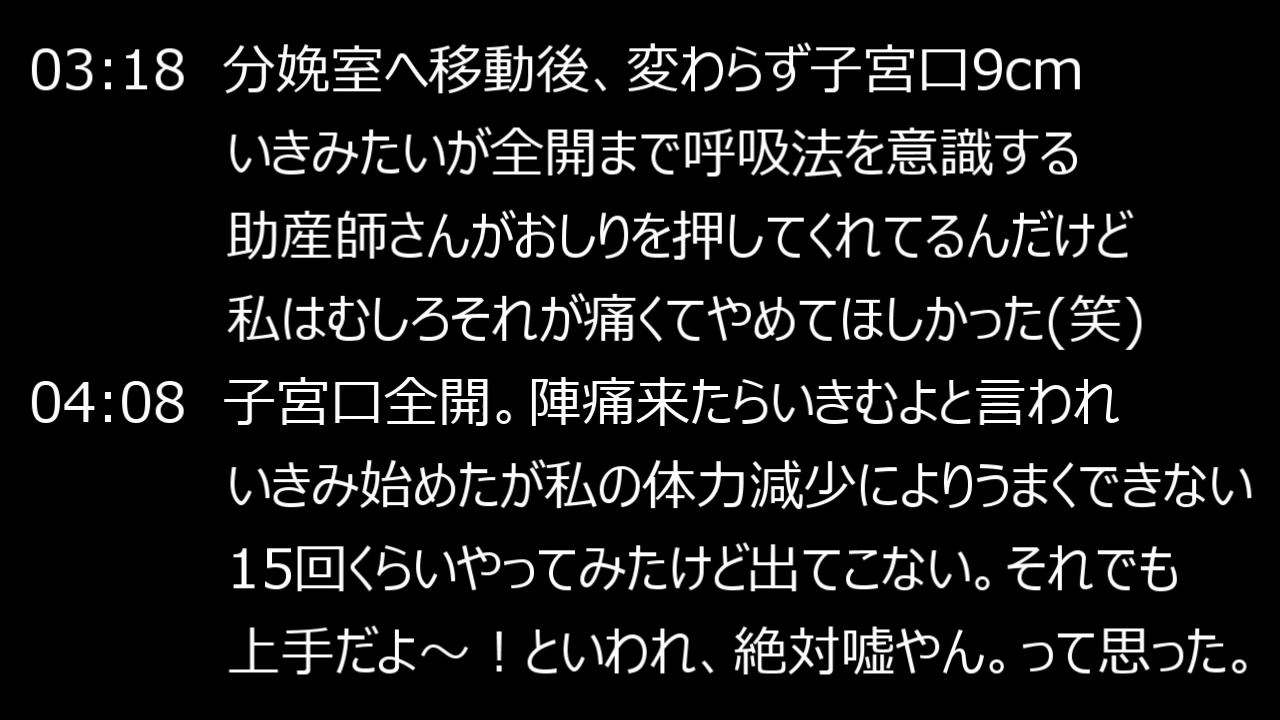 03:18 分娩室へ移動後、変わらず子宮口9cm
いきみたいが全開まで呼吸法を意識する
助産師さんがおしりを押してくれてるんだけど
私はむしろそれが痛くてやめてほしかった(笑)
04:08 子宮口全開。陣痛来たらいきむよと言われ
いきみ始めたが私の体力減少によりうまくできない
15回くらいやってみたけど出てこない。それでも
上手だよ～！といわれ、絶対嘘やん。って思った。